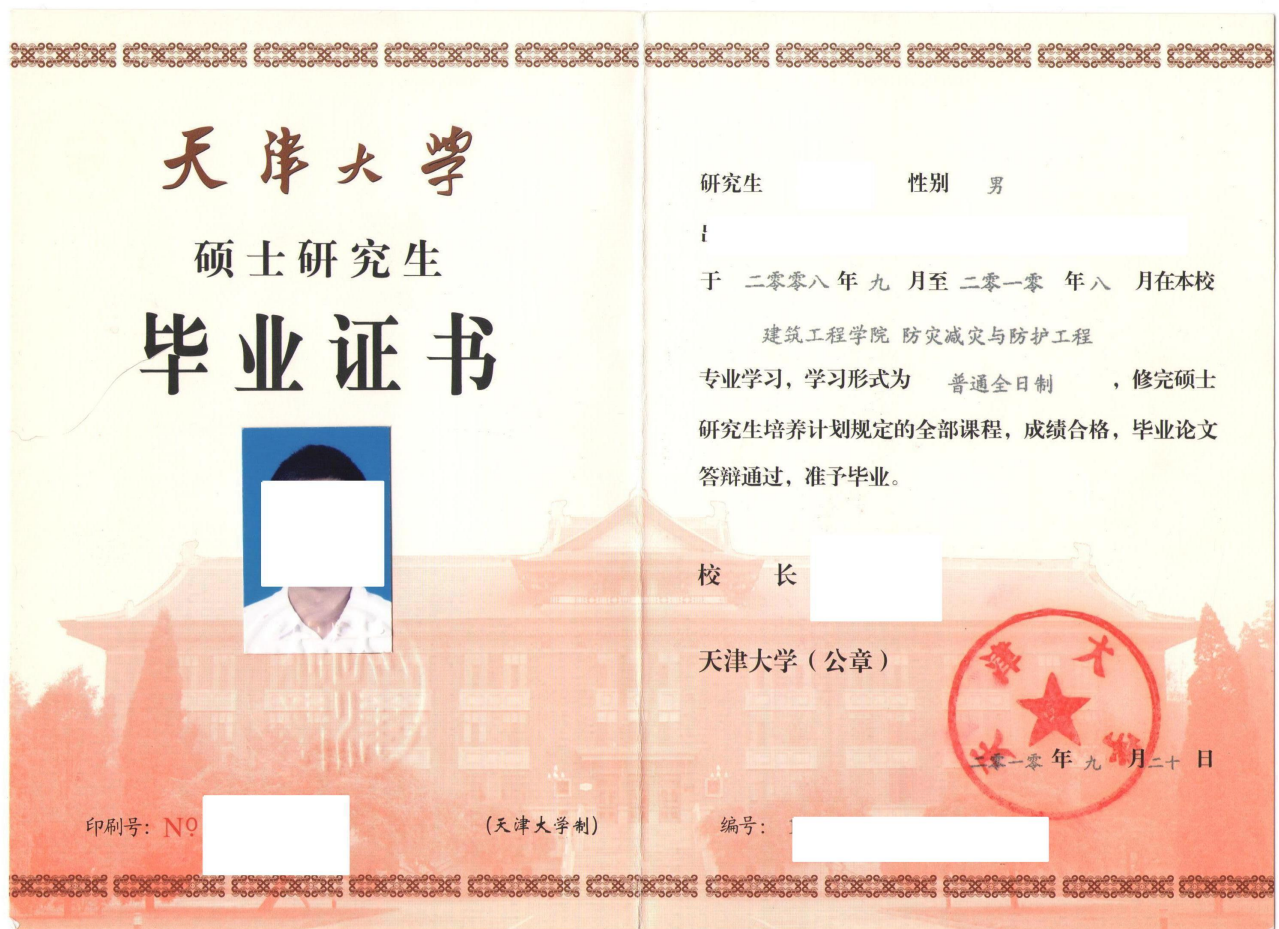 天津大学
硕士研究生
毕业证书
印刷号：No
(天津大学制)
研究生 性别 男
于 二零零八 年 九 月至 二零一零 年 八 月在本校
建筑工程学院 防灾减灾与防护工程
专业学习，学习形式为 普通全日制 ，修完硕士
研究生培养计划规定的全部课程，成绩合格，毕业论文
答辩通过，准予毕业。
校 长
天津大学（公章）
天津大学
二零一零 年 九 月 二十 日
编号：